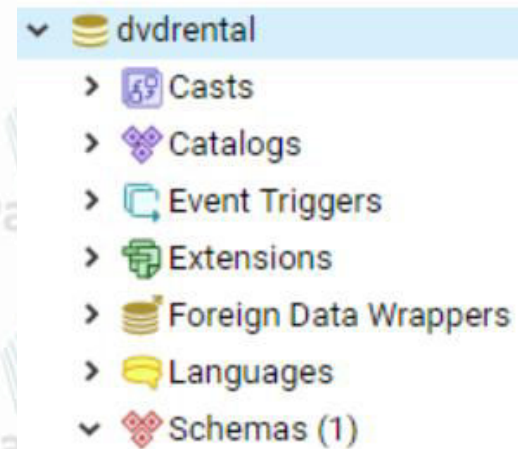 dvdrental
Casts
Catalogs
Event Triggers
Extensions
Foreign Data Wrappers
Languages
Schemas (1)